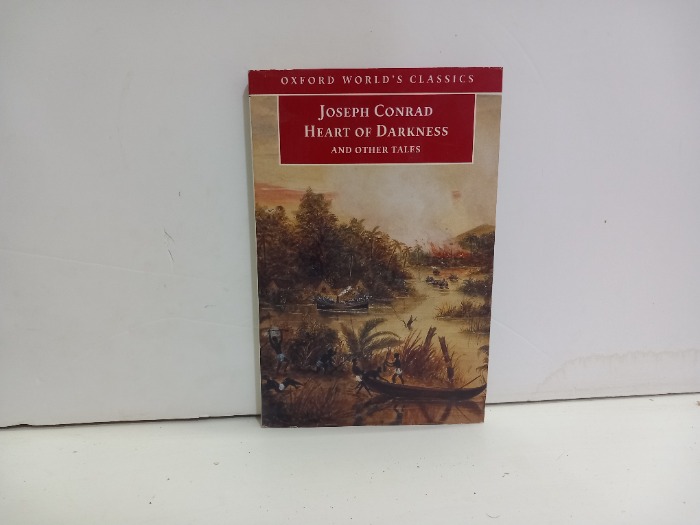 OXFORD WORLD'S CLASSICS
JOSEPH CONRAD
HEART OF DARKNESS
AND OTHER TALES